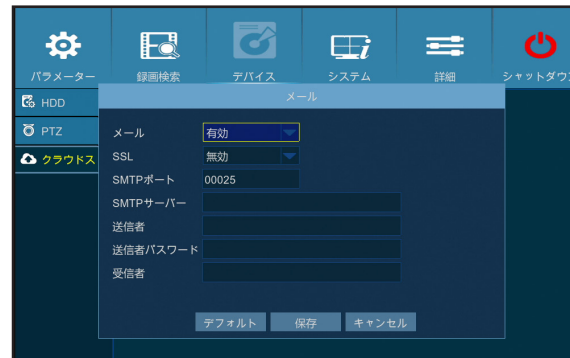 パラメーター 録画検索 デバイス システム 詳細 シャットダウン
メール
HDD
PTZ
クラウドス
メール 有効
SSL 無効
SMTPポート 00025
SMTPサーバー
送信者
送信者パスワード
受信者
デフォルト 保存 キャンセル